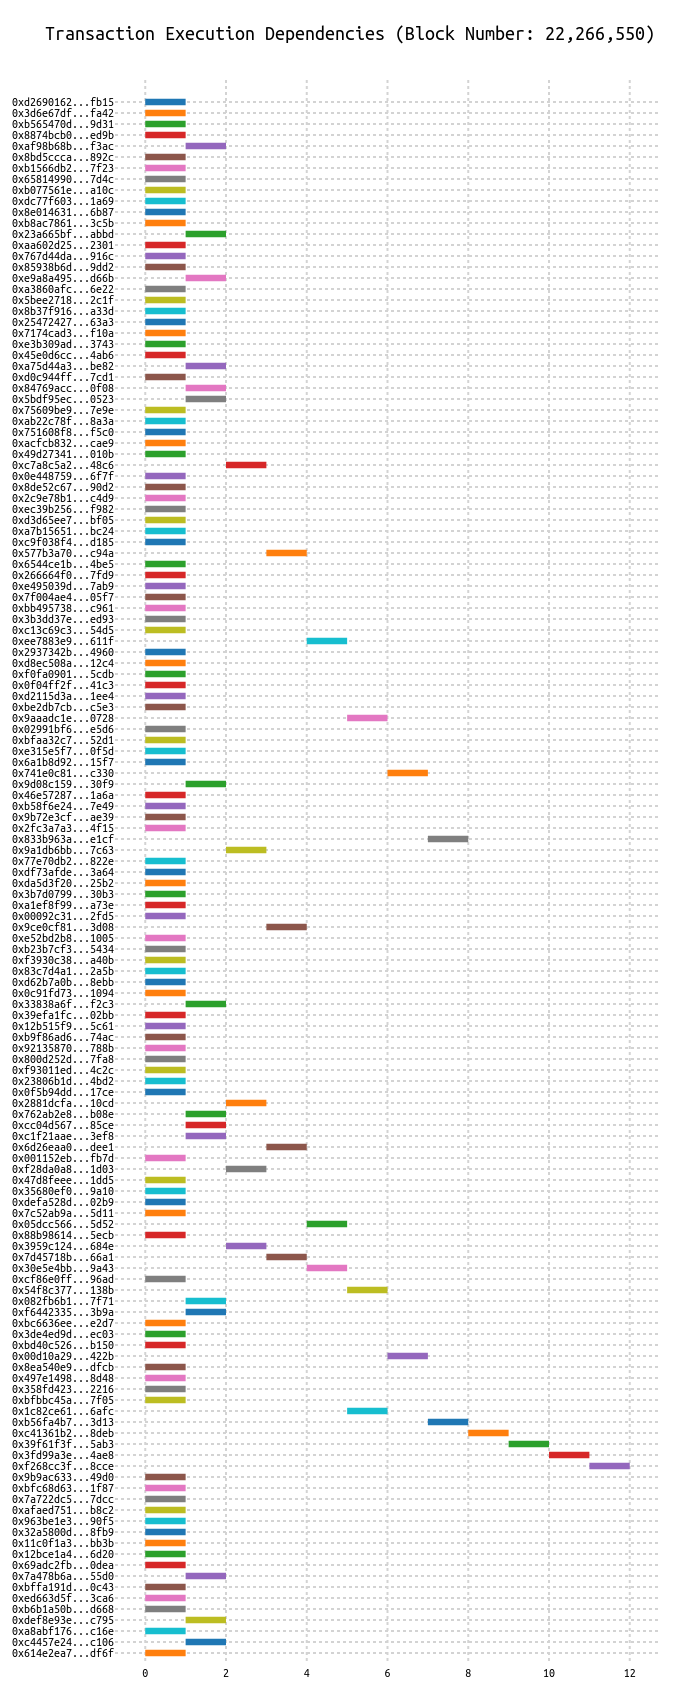 Transaction Execution Dependencies (Block Number: 22,266,550)
0xd2690162...fb15
0x3d6e67df...fa42
0xb565470d...9d31
0x8874bcb0...ed9b
0xaf98b68b...f3ac
0x8bd5ccca...892c
0xb1566db2...7f23
0x65814990...7d4c
0xb077561e...a10c
0xdc77f603...1a69
0x8e014631...6b87
0xb8ac7861...3c5b
0x23a665bf...abbd
0xaa602d25...2301
0x767d44da...916c
0x85938b6d...9dd2
0xe9a8a495...d66b
0xa3860afc...6e22
0x5bee2718...2c1f
0x8b37f916...a33d
0x25472427...63a3
0x7174cad3...f10a
0xe3b309ad...3743
0x45e0d6cc...4ab6
0xa75d44a3...be82
0xd0c944ff...7cd1
0x84769acc...0f08
0x5bdf95ec...0523
0x75609be9...7e9e
0xab22c78f...8a3a
0x751608f8...f5c0
0xacfcb832...cae9
0x49d27341...010b
0xc7a8c5a2...48c6
0x0e448759...6f7f
0x8de52c67...90d2
0x2c9e78b1...c4d9
0xec39b256...f982
0xd3d65ee7...bf05
0xa7b15651...bc24
0xc9f038f4...d185
0x577b3a70...c94a
0x6544ce1b...4be5
0x266664f0...7fd9
0xe495039d...7ab9
0x7f004ae4...05f7
0xbb495738...c961
0x3b3dd37e...ed93
0xc13c69c3...54d5
0xee7883e9...611f
0x2937342b...4960
0xd8ec508a...12c4
0xf0fa0901...5cdb
0x0f04ff2f...41c3
0xd2115d3a...1ee4
0xbe2db7cb...c5e3
0x9aaadc1e...0728
0x02991bf6...e5d6
0xbfaa32c7...52d1
0xe315e5f7...0f5d
0x6a1b8d92...15f7
0x741e0c81...c330
0x9d08c159...30f9
0x46e57287...1a6a
0xb58f6e24...7e49
0x9b72e3cf...ae39
0x2fc3a7a3...4f15
0x833b963a...e1cf
0x9a1db6bb...7c63
0x77e70db2...822e
0xdf73afde...3a64
0xda5d3f20...25b2
0x3b7d0799...30b3
0xa1ef8f99...a73e
0x00092c31...2fd5
0x9ce0cf81...3d08
0xe52bd2b8...1005
0xb23b7cf3...5434
0xf3930c38...a40b
0x83c7d4a1...2a5b
0xd62b7a0b...8ebb
0x0c91fd73...1094
0x33838a6f...f2c3
0x39efa1fc...02bb
0x12b515f9...5c61
0xb9f86ad6...74ac
0x92135870...788b
0x800d252d...7fa8
0xf93011ed...4c2c
0x23806b1d...4bd2
0x0f5b94dd...17ce
0x2881dcfa...10cd
0x762ab2e8...b08e
0xcc04d567...85ce
0xc1f21aae...3ef8
0x6d26eaa0...dee1
0x001152eb...fb7d
0xf28da0a8...1d03
0x47d8feee...1dd5
0x35680ef0...9a10
0xdefa528d...02b9
0x7c52ab9a...5d11
0x05dcc566...5d52
0x88b98614...5ecb
0x3959c124...684e
0x7d45718b...66a1
0x30e5e4bb...9a43
0xcf86e0ff...96ad
0x54f8c377...138b
0x082fb6b1...7f71
0xf6442335...3b9a
0xbc6636ee...e2d7
0x3de4ed9d...ec03
0xbd40c526...b150
0x00d10a29...422b
0x8ea540e9...dfcb
0x497e1498...8d48
0x358fd423...2216
0xbfbbc45a...7f05
0x1c82ce61...6afc
0xb56fa4b7...3d13
0xc41361b2...8deb
0x39f61f3f...5ab3
0x3fd99a3e...4ae8
0xf268cc3f...8cce
0x9b9ac633...49d0
0xbfc68d63...1f87
0x7a722dc5...7dcc
0xafaed751...b8c2
0x963be1e3...90f5
0x32a5800d...8fb9
0x11c0f1a3...bb3b
0x12bce1a4...6d20
0x69adc2fb...0dea
0x7a478b6a...55d0
0xbffa191d...0c43
0xed663d5f...3ca6
0xb6b1a50b...d668
0xdef8e93e...c795
0xa8abf176...c16e
0xc4457e24...c106
0x614e2ea7...df6f
0 2 4 6 8 10 12